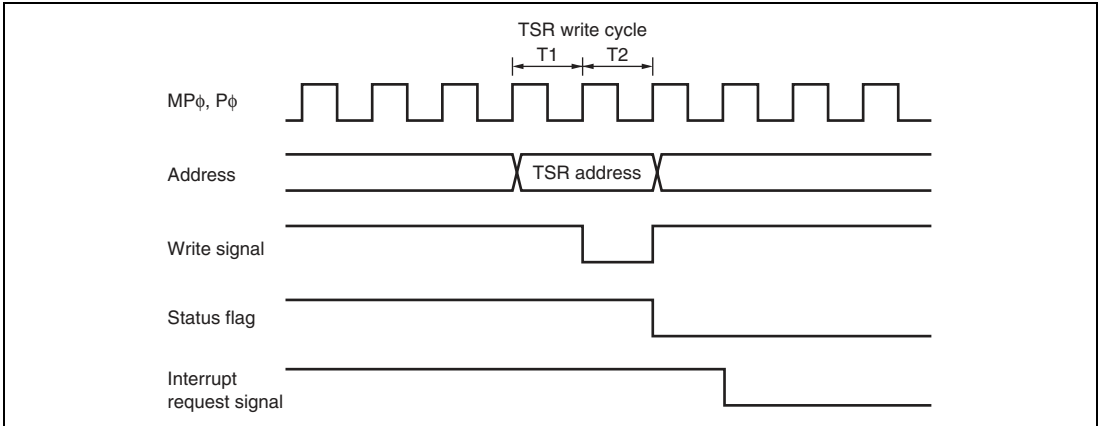 TSR write cycle
T1 T2
MPφ, Pφ
Address
TSR address
Write signal
Status flag
Interrupt
request signal